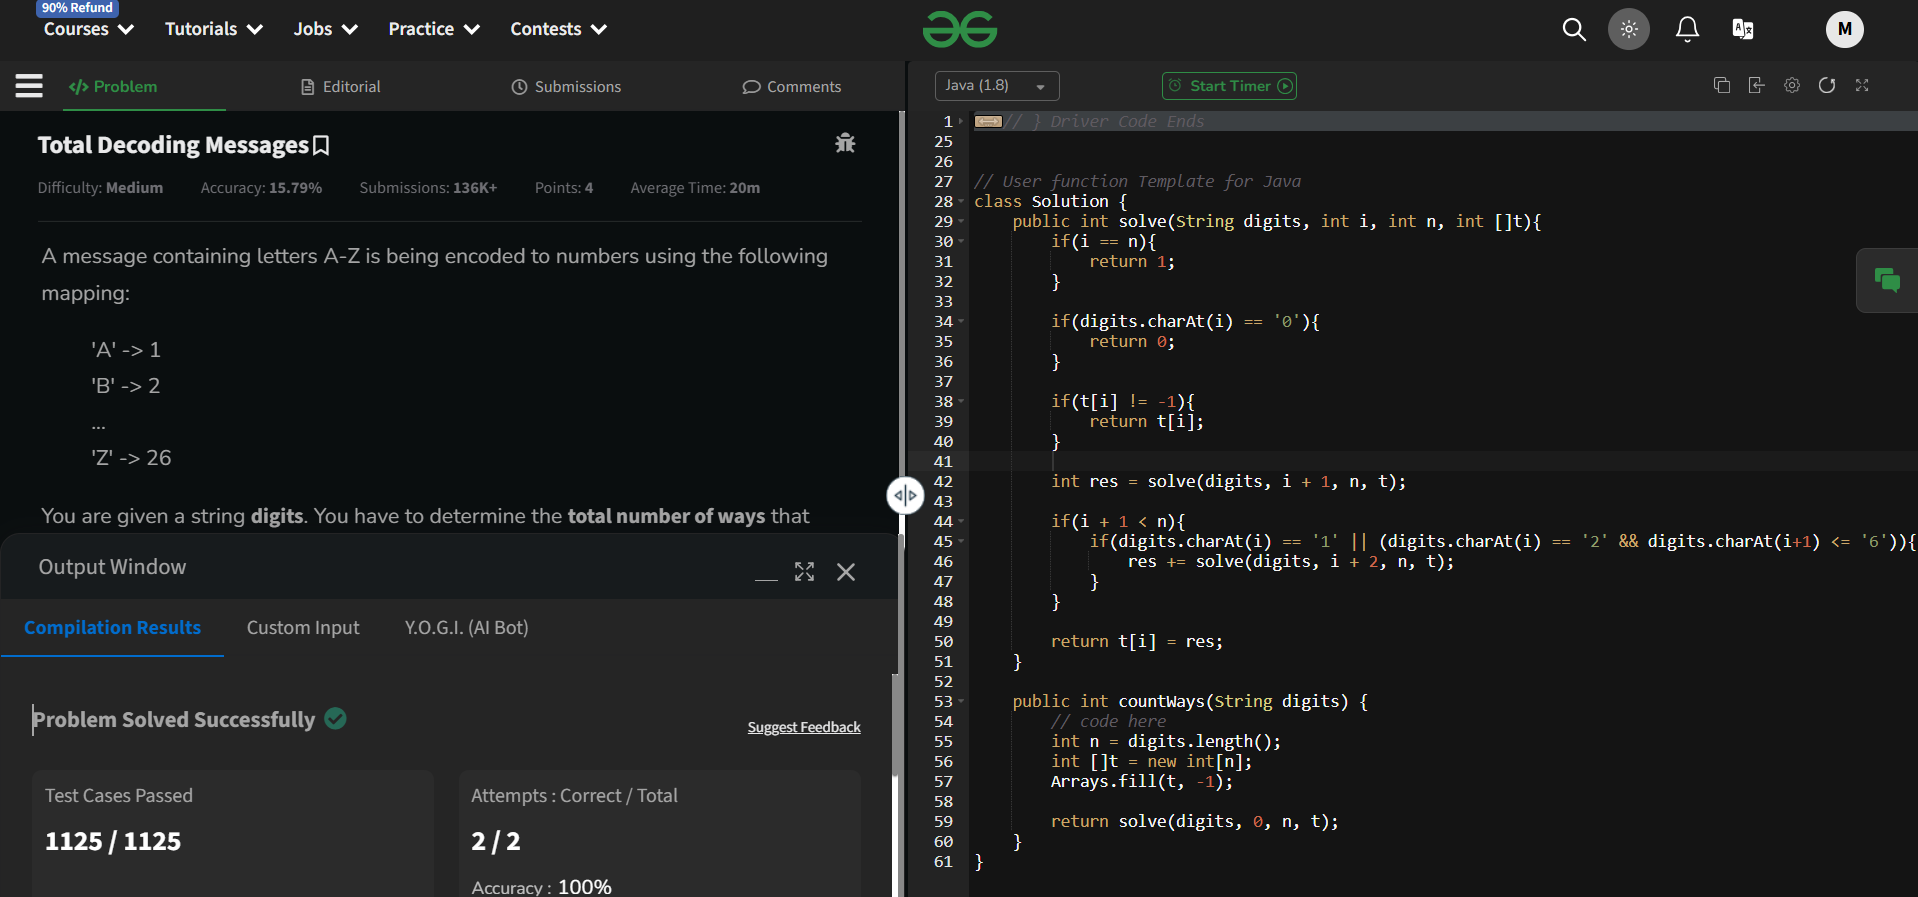 90% Refund
Courses Tutorials Jobs Practice Contests
M
Problem Editorial Submissions Comments
Java (1.8) Start Timer
Total Decoding Messages
Difficulty: Medium Accuracy: 15.79% Submissions: 136K+ Points: 4 Average Time: 20m
A message containing letters A-Z is being encoded to numbers using the following
mapping:
'A' -> 1
'B' -> 2
...
'Z' -> 26
You are given a string digits. You have to determine the total number of ways that
Output Window
Compilation Results Custom Input Y.O.G.I. (AI Bot)
Problem Solved Successfully
Suggest Feedback
Test Cases Passed
1125 / 1125
Attempts : Correct / Total
2 / 2
Accuracy : 100%
1 // } Driver Code Ends
25
26
27 // User function Template for Java
28 class Solution {
29 public int solve(String digits, int i, int n, int []t){
30 if(i == n){
31 return 1;
32 }
33
34 if(digits.charAt(i) == '0'){
35 return 0;
36 }
37
38 if(t[i] != -1){
39 return t[i];
40 }
41
42 int res = solve(digits, i + 1, n, t);
43
44 if(i + 1 < n){
45 if(digits.charAt(i) == '1' || (digits.charAt(i) == '2' && digits.charAt(i+1) <= '6')){
46 res += solve(digits, i + 2, n, t);
47 }
48 }
49
50 return t[i] = res;
51 }
52
53 public int countWays(String digits) {
54 // code here
55 int n = digits.length();
56 int []t = new int[n];
57 Arrays.fill(t, -1);
58
59 return solve(digits, 0, n, t);
60 }
61 }